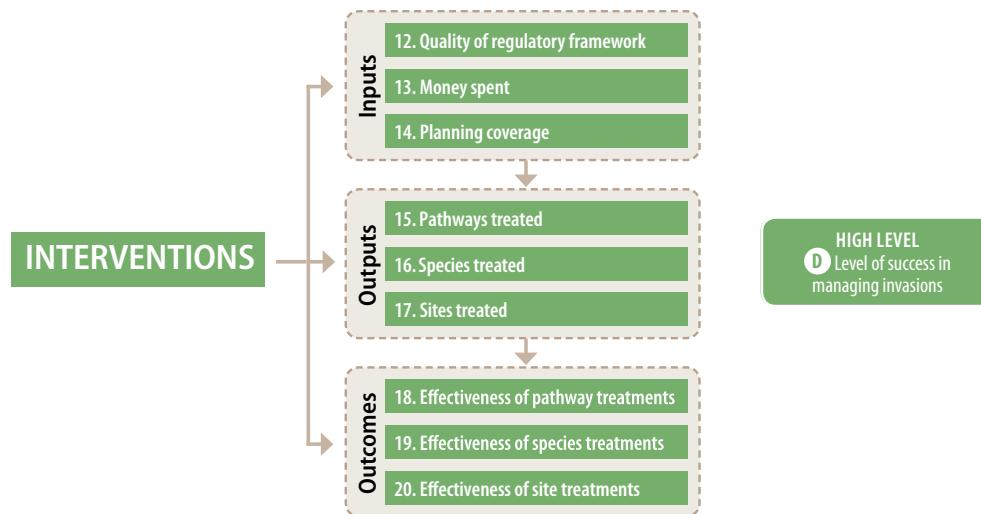 INTERVENTIONS
Inputs
12. Quality of regulatory framework
13. Money spent
14. Planning coverage
Outputs
15. Pathways treated
16. Species treated
17. Sites treated
Outcomes
18. Effectiveness of pathway treatments
19. Effectiveness of species treatments
20. Effectiveness of site treatments
HIGH LEVEL
D Level of success in
managing invasions